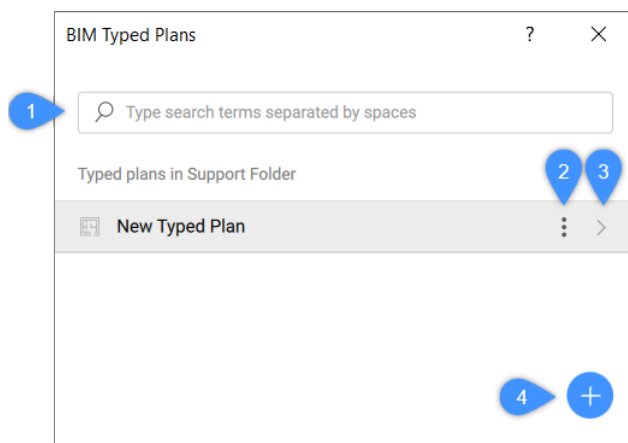 BIM Typed Plans ?
1 Type search terms separated by spaces
Typed plans in Support Folder 2 3
New Typed Plan
4